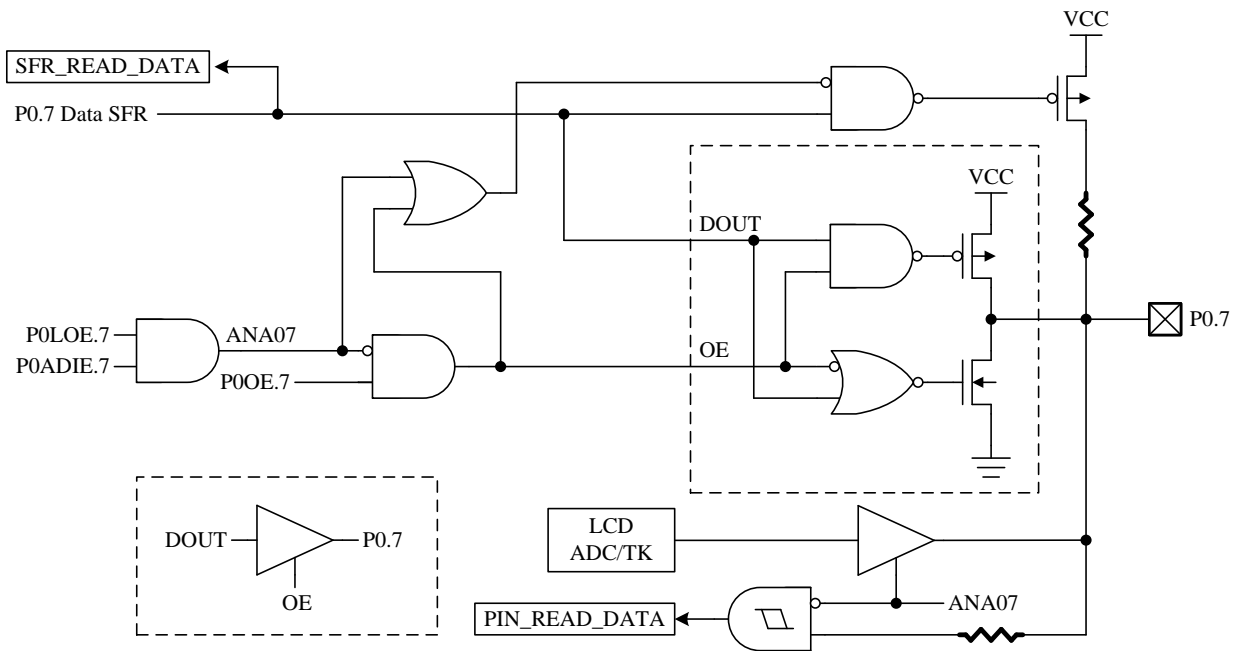 VCC
SFR_READ_DATA
P0.7 Data SFR
VCC
DOUT
P0LOE.7
ANA07
P0.7
P0ADIE.7
OE
P0OE.7
DOUT
P0.7
OE
LCD
ADC/TK
ANA07
PIN_READ_DATA